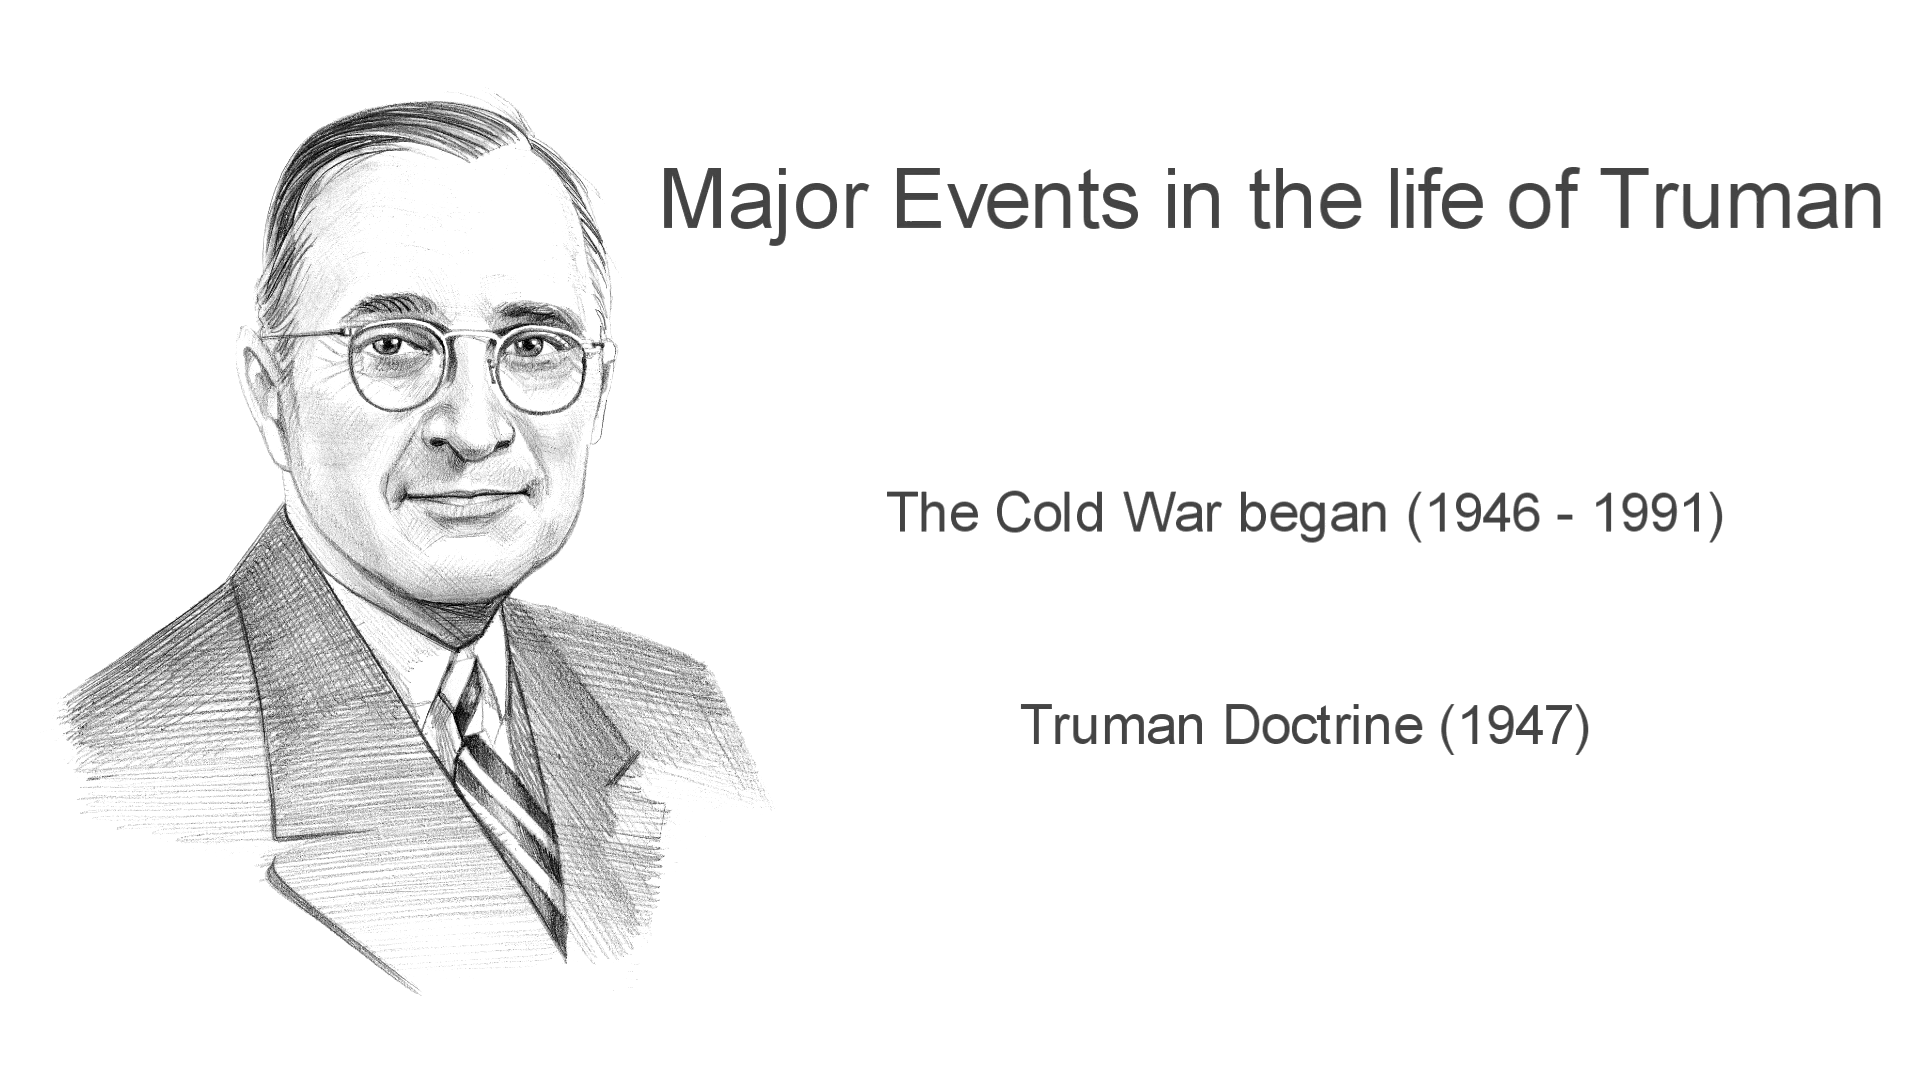 Major Events in the life of Truman
The Cold War began (1946 - 1991)
Truman Doctrine (1947)